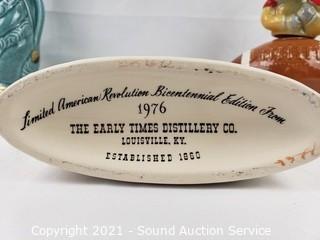 Limited American Revolution Bicentennial Edition From
1976
THE EARLY TIMES DISTILLERY CO.
LOUISVILLE, KY.
ESTABLISHED 1860
Copyright 2021 - Sound Auction Service